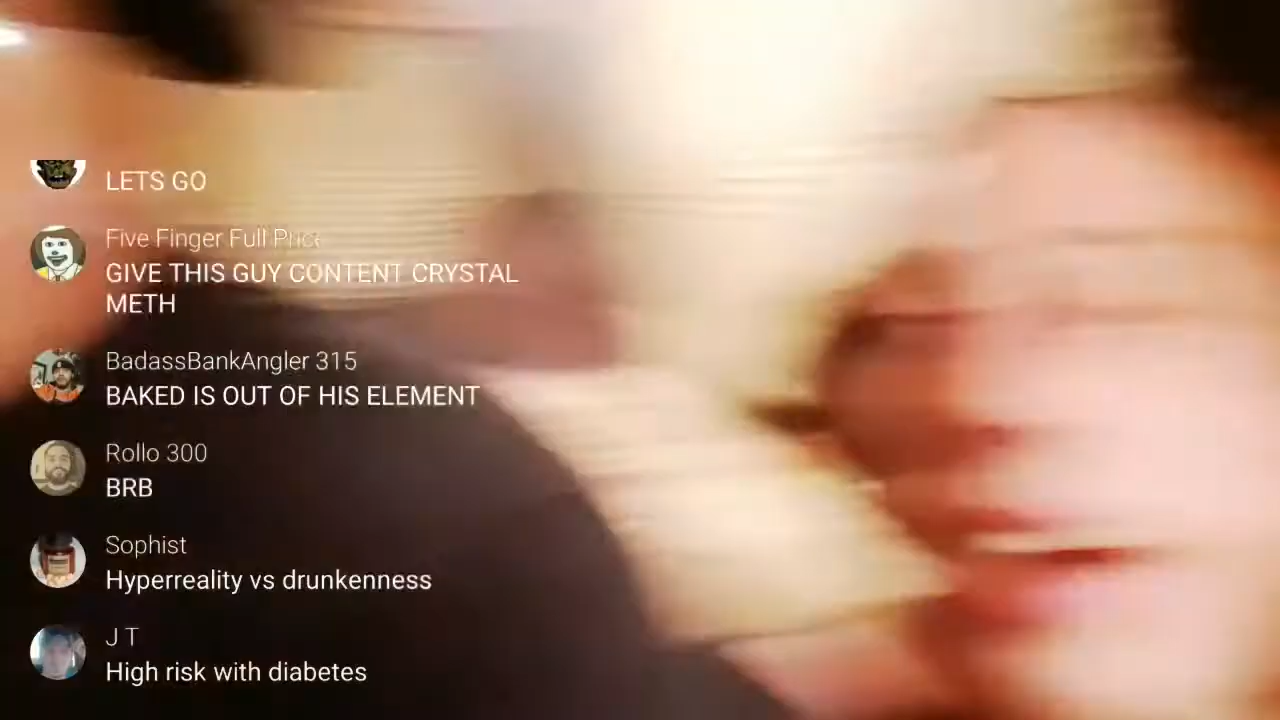 LETS GO
Five Finger Full Price
GIVE THIS GUY CONTENT CRYSTAL
METH
BadassBankAngler 315
BAKED IS OUT OF HIS ELEMENT
Rollo 300
BRB
Sophist
Hyperreality vs drunkenness
J T
High risk with diabetes